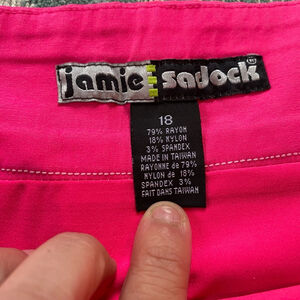 jamie sadock®
18
79% RAYON
18% NYLON
3% SPANDEX
MADE IN TAIWAN
RAYONNE de 79%
NYLON de 18%
SPANDEX 3%
FAIT DANS TAIWAN